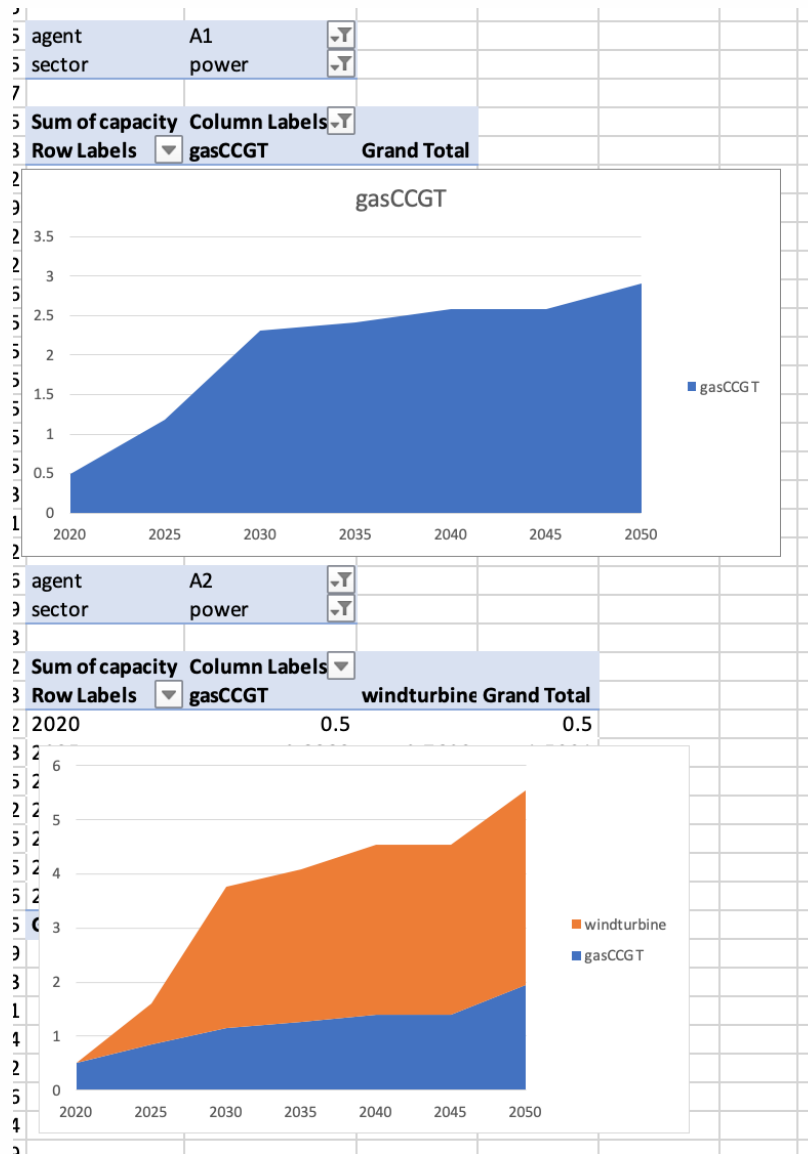 agent A1
sector power
Sum of capacity Column Labels
Row Labels gasCCGT Grand Total
gasCCGT
3.5
3
2.5
2
1.5
1
0.5
0
2020 2025 2030 2035 2040 2045 2050
gasCCGT
agent A2
sector power
Sum of capacity Column Labels
Row Labels gasCCGT windturbine Grand Total
2020 0.5 0.5
6
5
4
3
2
1
0
2020 2025 2030 2035 2040 2045 2050
windturbine
gasCCGT